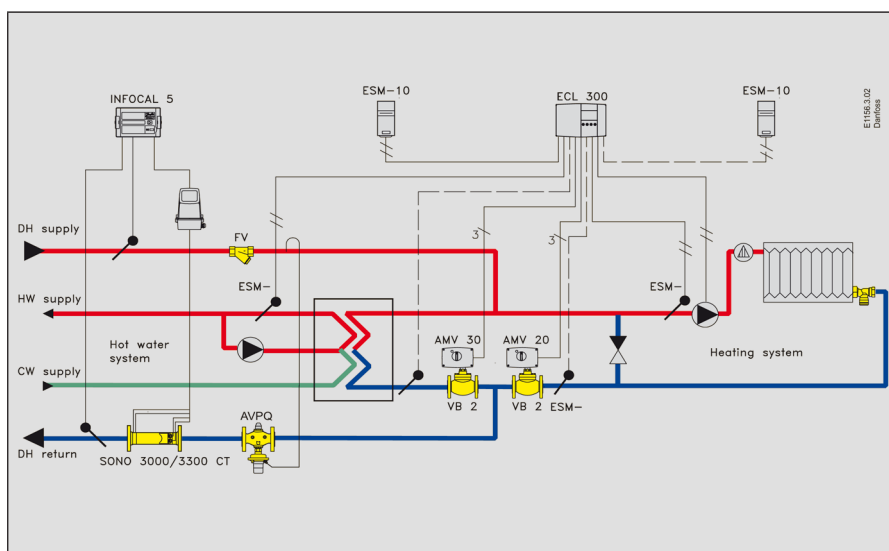 INFOCAL 5
ESM-10
ECL 300
ESM-10
E1156.3.02
Danfoss
DH supply
FV
3
3
ESM-
ESM-
HW supply
Hot water
system
AMV 30
AMV 20
Heating system
CW supply
VB 2
VB 2
ESM-
AVPQ
DH return
SONO 3000/3300 CT